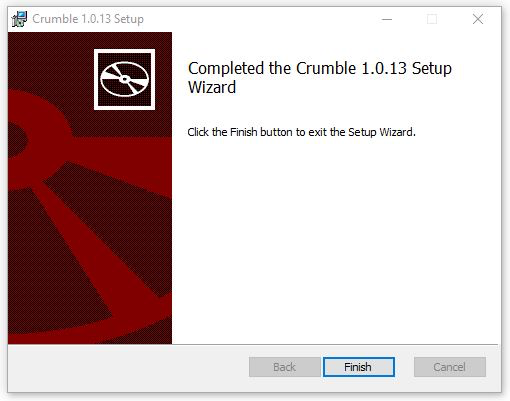 Crumble 1.0.13 Setup
Completed the Crumble 1.0.13 Setup
Wizard
Click the Finish button to exit the Setup Wizard.
Back
Finish
Cancel